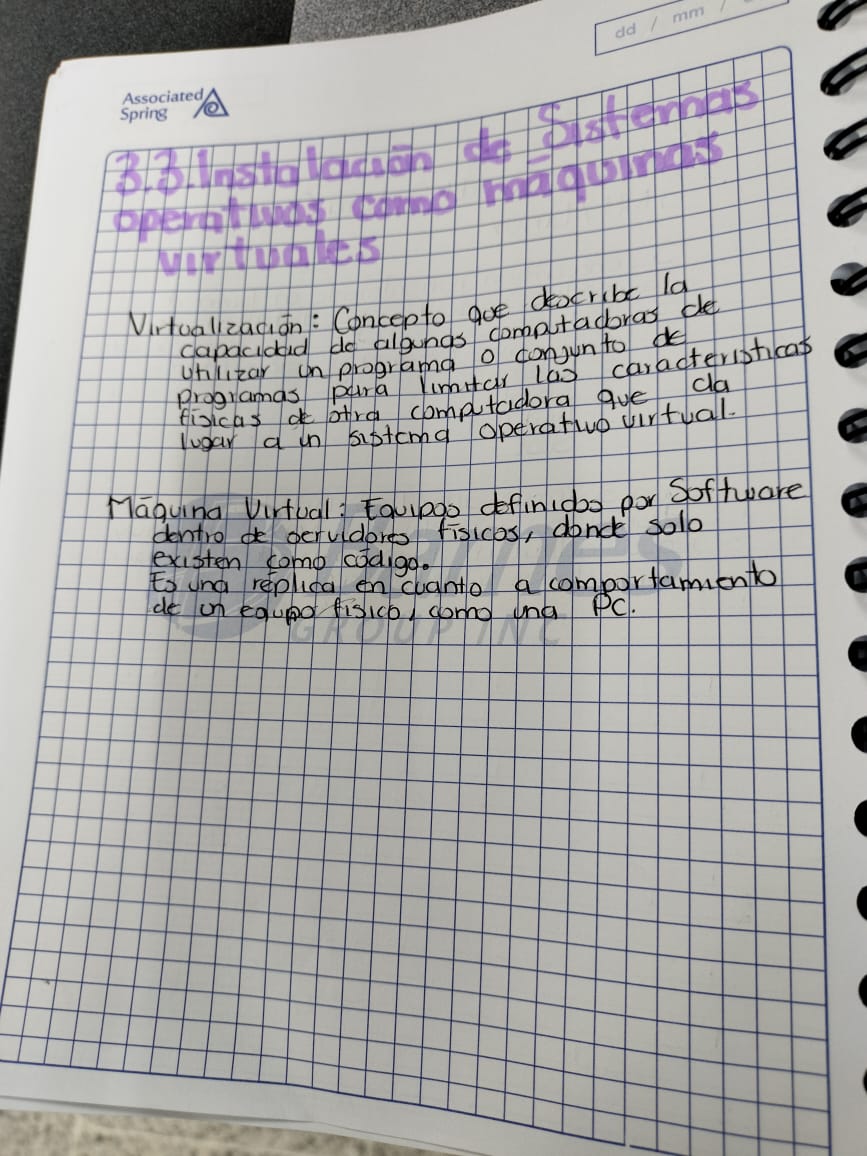 dd / mm /
Associated
Spring
3.3. Instalación de Sistemas
operativos como máquinas
virtuales
Virtualización: Concepto que describe la
capacidad de algunas computadoras de
utilizar un programa o conjunto de
programas para limitar las características
físicas de otra computadora que da
lugar a un sistema operativo virtual.
Máquina Virtual: Equipos definidos por Software
dentro de servidores físicos, donde solo
existen como código.
Es una réplica en cuanto a comportamiento
de un equipo físico, como una PC.
Barnes
GROUP INC